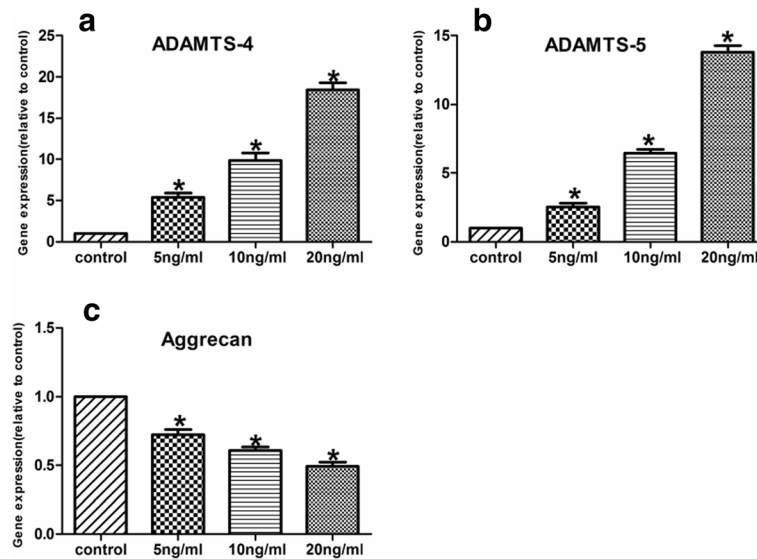 a
ADAMTS-4
Gene expression(relative to control)
25
20
15
10
5
0
*
*
*
control 5ng/ml 10ng/ml 20ng/ml
b
ADAMTS-5
Gene expression(relative to control)
15
10
5
0
*
*
*
control 5ng/ml 10ng/ml 20ng/ml
c
Aggrecan
Gene expression(relative to control)
1.5
1.0
0.5
0.0
*
*
*
control 5ng/ml 10ng/ml 20ng/ml